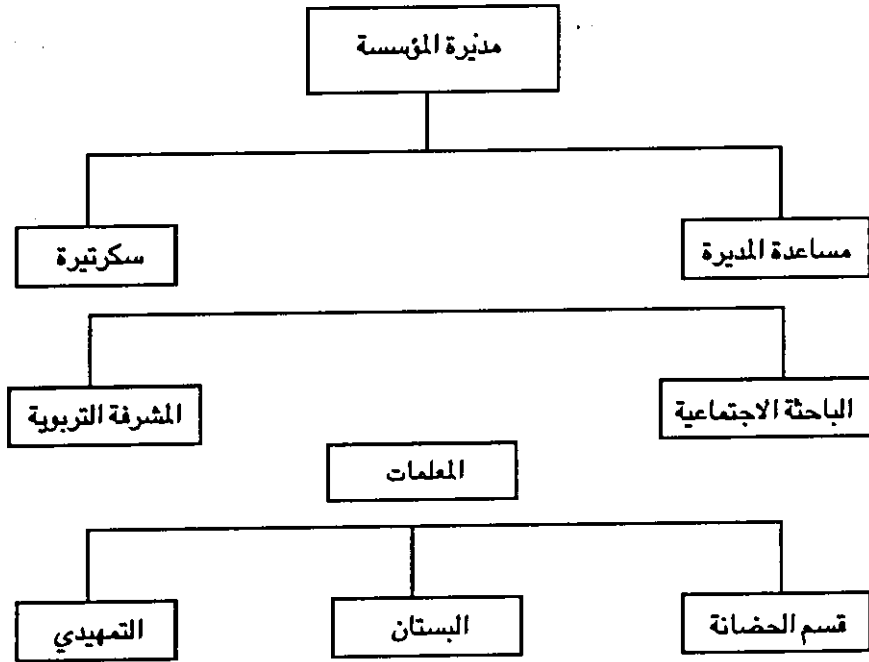 مديرة المؤسسة
مساعدة المديرة
سكرتيرة
الباحثة الاجتماعية
المشرفة التربوية
المعلمات
قسم الحضانة
البستان
التمهيدي